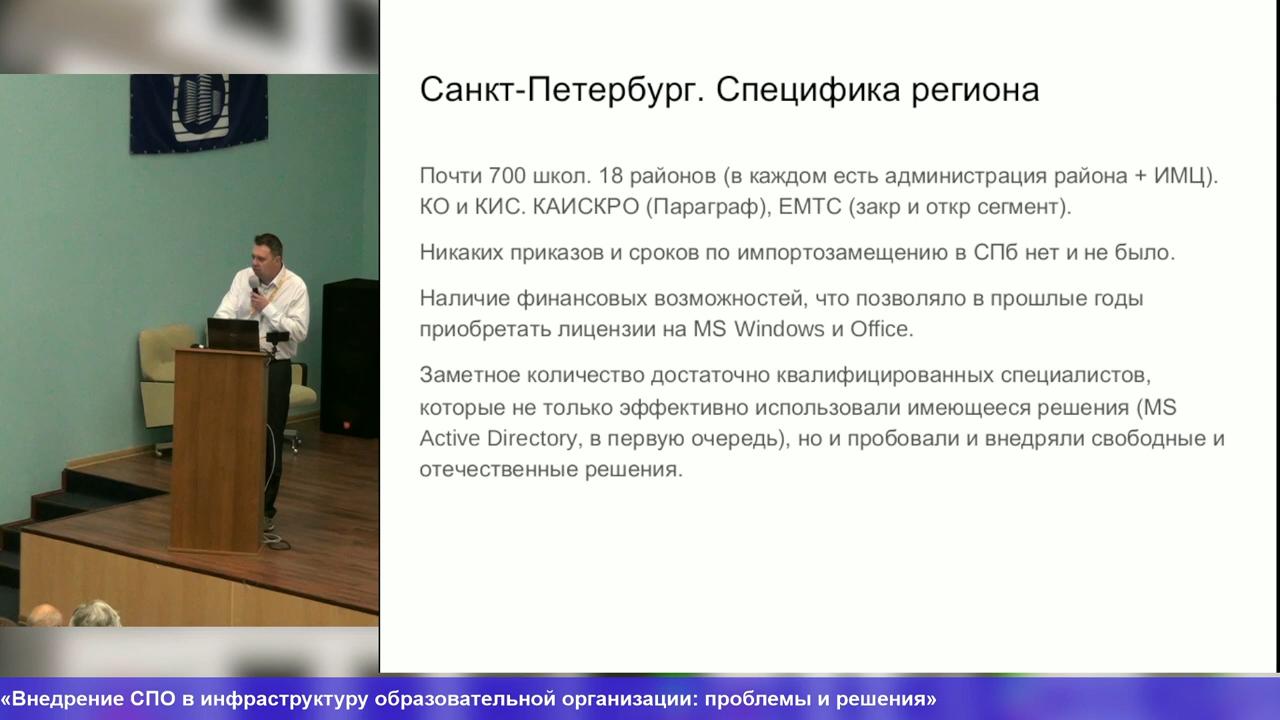 Санкт-Петербург. Специфика региона
Почти 700 школ. 18 районов (в каждом есть администрация района + ИМЦ).
КО и КИС. КАИСКРО (Параграф), ЕМТС (закр и откр сегмент).
Никаких приказов и сроков по импортозамещению в СПб нет и не было.
Наличие финансовых возможностей, что позволяло в прошлые годы
приобретать лицензии на MS Windows и Office.
Заметное количество достаточно квалифицированных специалистов,
которые не только эффективно использовали имеющееся решения (MS
Active Directory, в первую очередь), но и пробовали и внедряли свободные и
отечественные решения.
«Внедрение СПО в инфраструктуру образовательной организации: проблемы и решения»